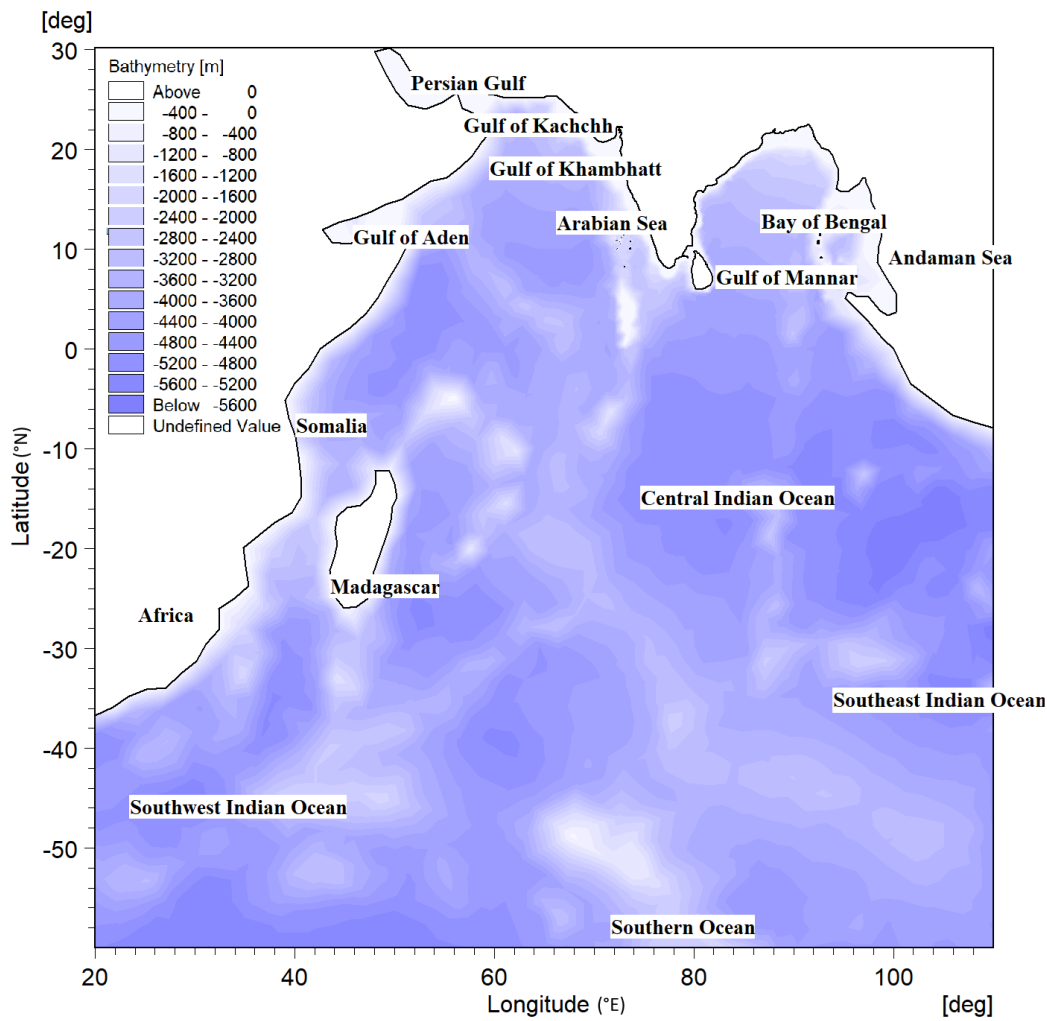 [deg]
30
20
10
0
-10
-20
-30
-40
-50
Latitude (°N)
Bathymetry [m]
Above 0
-400 - 0
-800 - -400
-1200 - -800
-1600 - -1200
-2000 - -1600
-2400 - -2000
-2800 - -2400
-3200 - -2800
-3600 - -3200
-4000 - -3600
-4400 - -4000
-4800 - -4400
-5200 - -4800
-5600 - -5200
Below -5600
Undefined Value
Persian Gulf
Gulf of Kachchh
Gulf of Khambhatt
Arabian Sea
Bay of Bengal
Gulf of Aden
Andaman Sea
Gulf of Mannar
Somalia
Central Indian Ocean
Madagascar
Africa
Southeast Indian Ocean
Southwest Indian Ocean
Southern Ocean
20
40
60
80
100
Longitude (°E)
[deg]